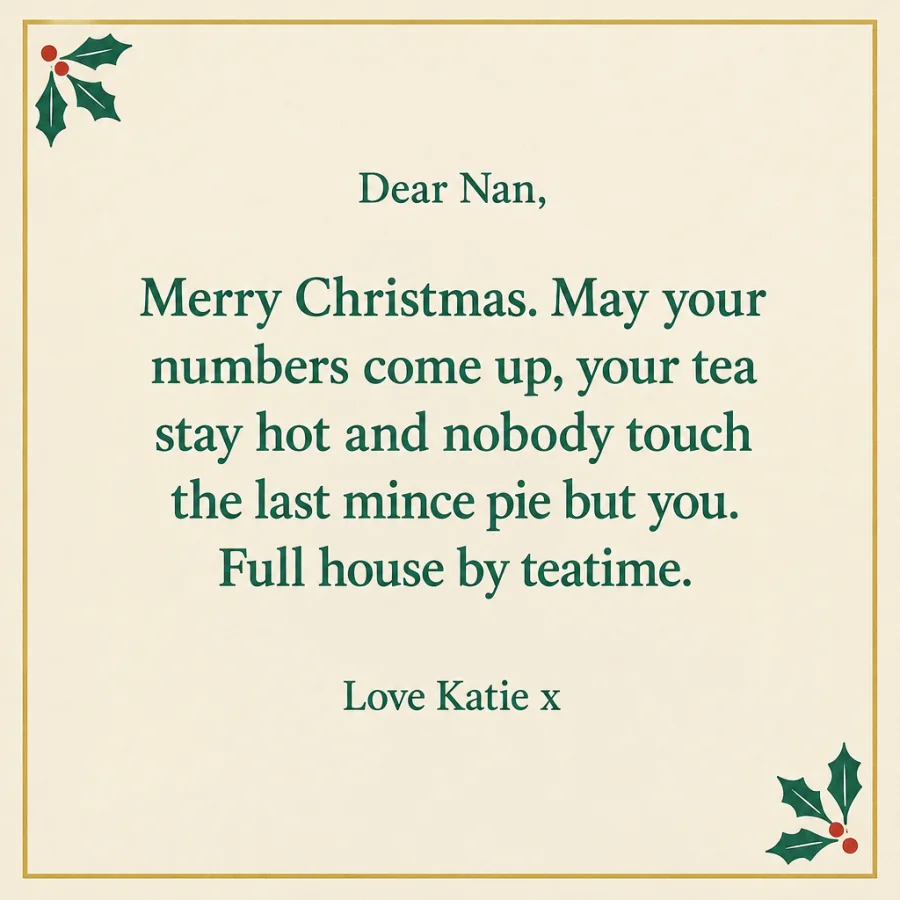 Dear Nan,
Merry Christmas. May your
numbers come up, your tea
stay hot and nobody touch
the last mince pie but you.
Full house by teatime.
Love Katie x